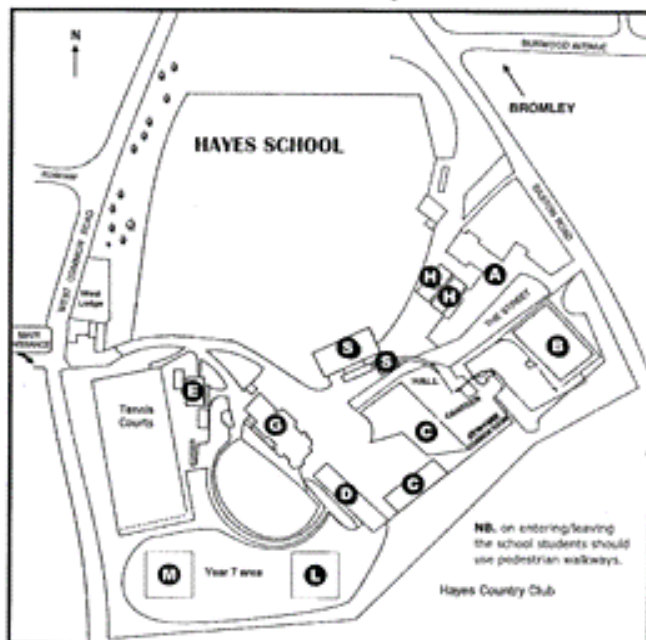 N
BURWOOD AVENUE
BROMLEY
HAYES SCHOOL
BASTON ROAD
WEST COMMON ROAD
West
Lodge
MAIN
ENTRANCE
H
H
A
THE STREET
B
S
S
HALL
CANTEEN
C
E
G
Tennis
Courts
D
C
M
Year 7 area
L
NB. on entering/leaving
the school students should
use pedestrian walkways.
Hayes Country Club